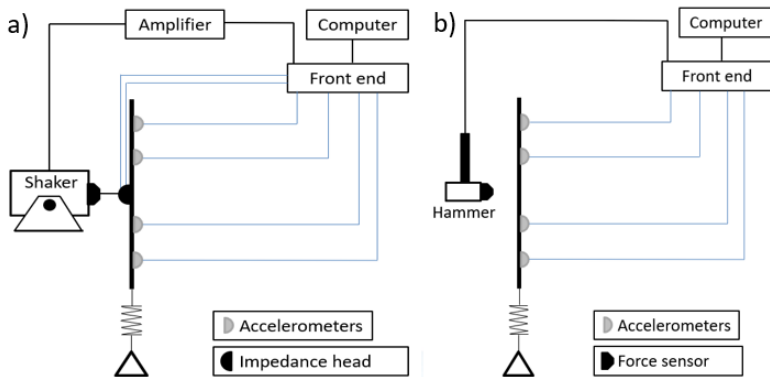 a)
Amplifier
Computer
Front end
Shaker
Accelerometers
Impedance head
b)
Computer
Front end
Hammer
Accelerometers
Force sensor